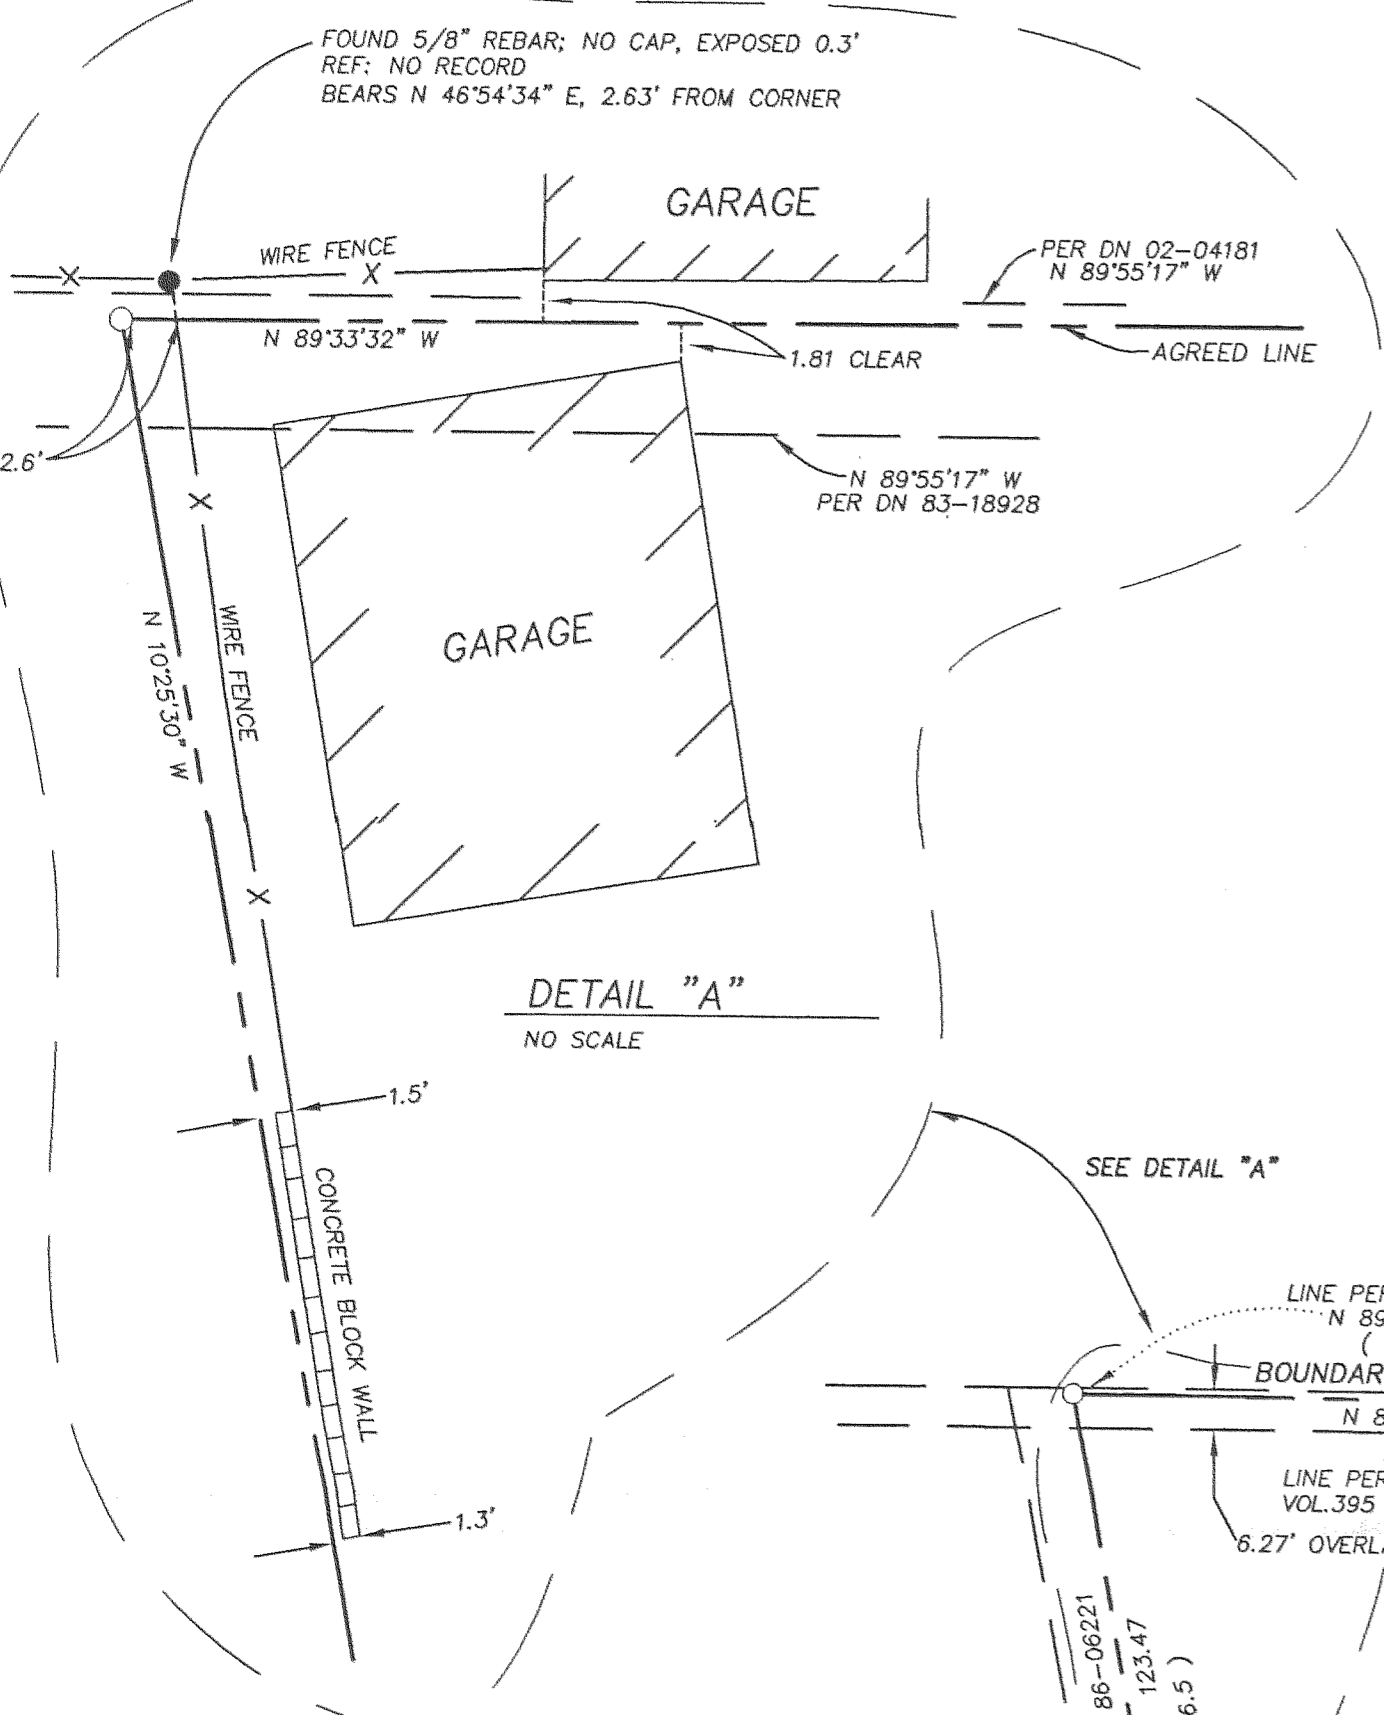 FOUND 5/8" REBAR; NO CAP, EXPOSED 0.3'
REF: NO RECORD
BEARS N 46°54'34" E, 2.63' FROM CORNER
GARAGE
WIRE FENCE
X
X
PER DN 02-04181
N 89°55'17" W
N 89°33'32" W
1.81 CLEAR
AGREED LINE
2.6'
N 89°55'17" W
PER DN 83-18928
X
WIRE FENCE
N 10°25'30" W
GARAGE
X
DETAIL "A"
NO SCALE
1.5'
CONCRETE BLOCK WALL
1.3'
SEE DETAIL "A"
LINE PER
N 89
(
BOUNDAR
N 8
LINE PER
VOL.395
6.27' OVERL
86-06221
123.47
6.5 )